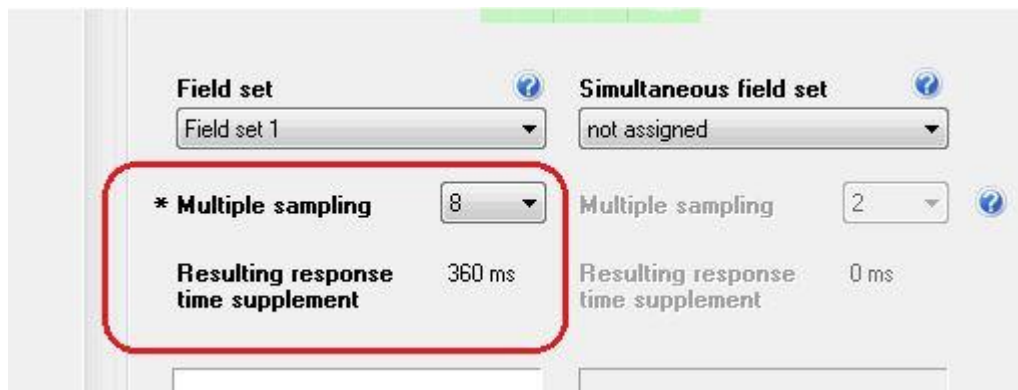 Field set
Simultaneous field set
Field set 1
not assigned
* Multiple sampling
8
Multiple sampling
2
Resulting response
time supplement
360 ms
Resulting response
time supplement
0 ms